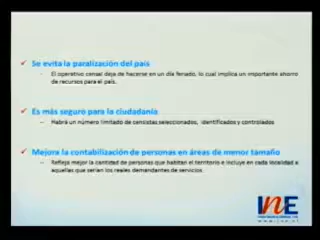 ✓ Se evita la paralización del país
– El operativo censal deja de hacerse en un día feriado, lo cual implica un importante ahorro
de recursos para el país.
✓ Es más seguro para la ciudadanía
– Habrá un número limitado de censistas seleccionados, identificados y controlados
✓ Mejora la contabilización de personas en áreas de menor tamaño
– Refleja mejor la cantidad de personas que habitan el territorio e incluye en cada localidad a
aquellas que serían los reales demandantes de servicios
INE